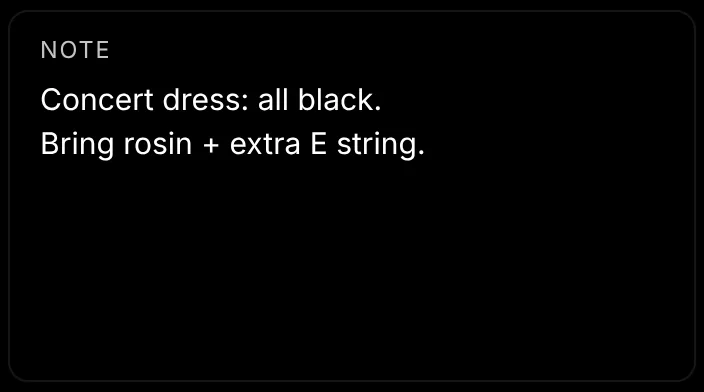 NOTE
Concert dress: all black.
Bring rosin + extra E string.